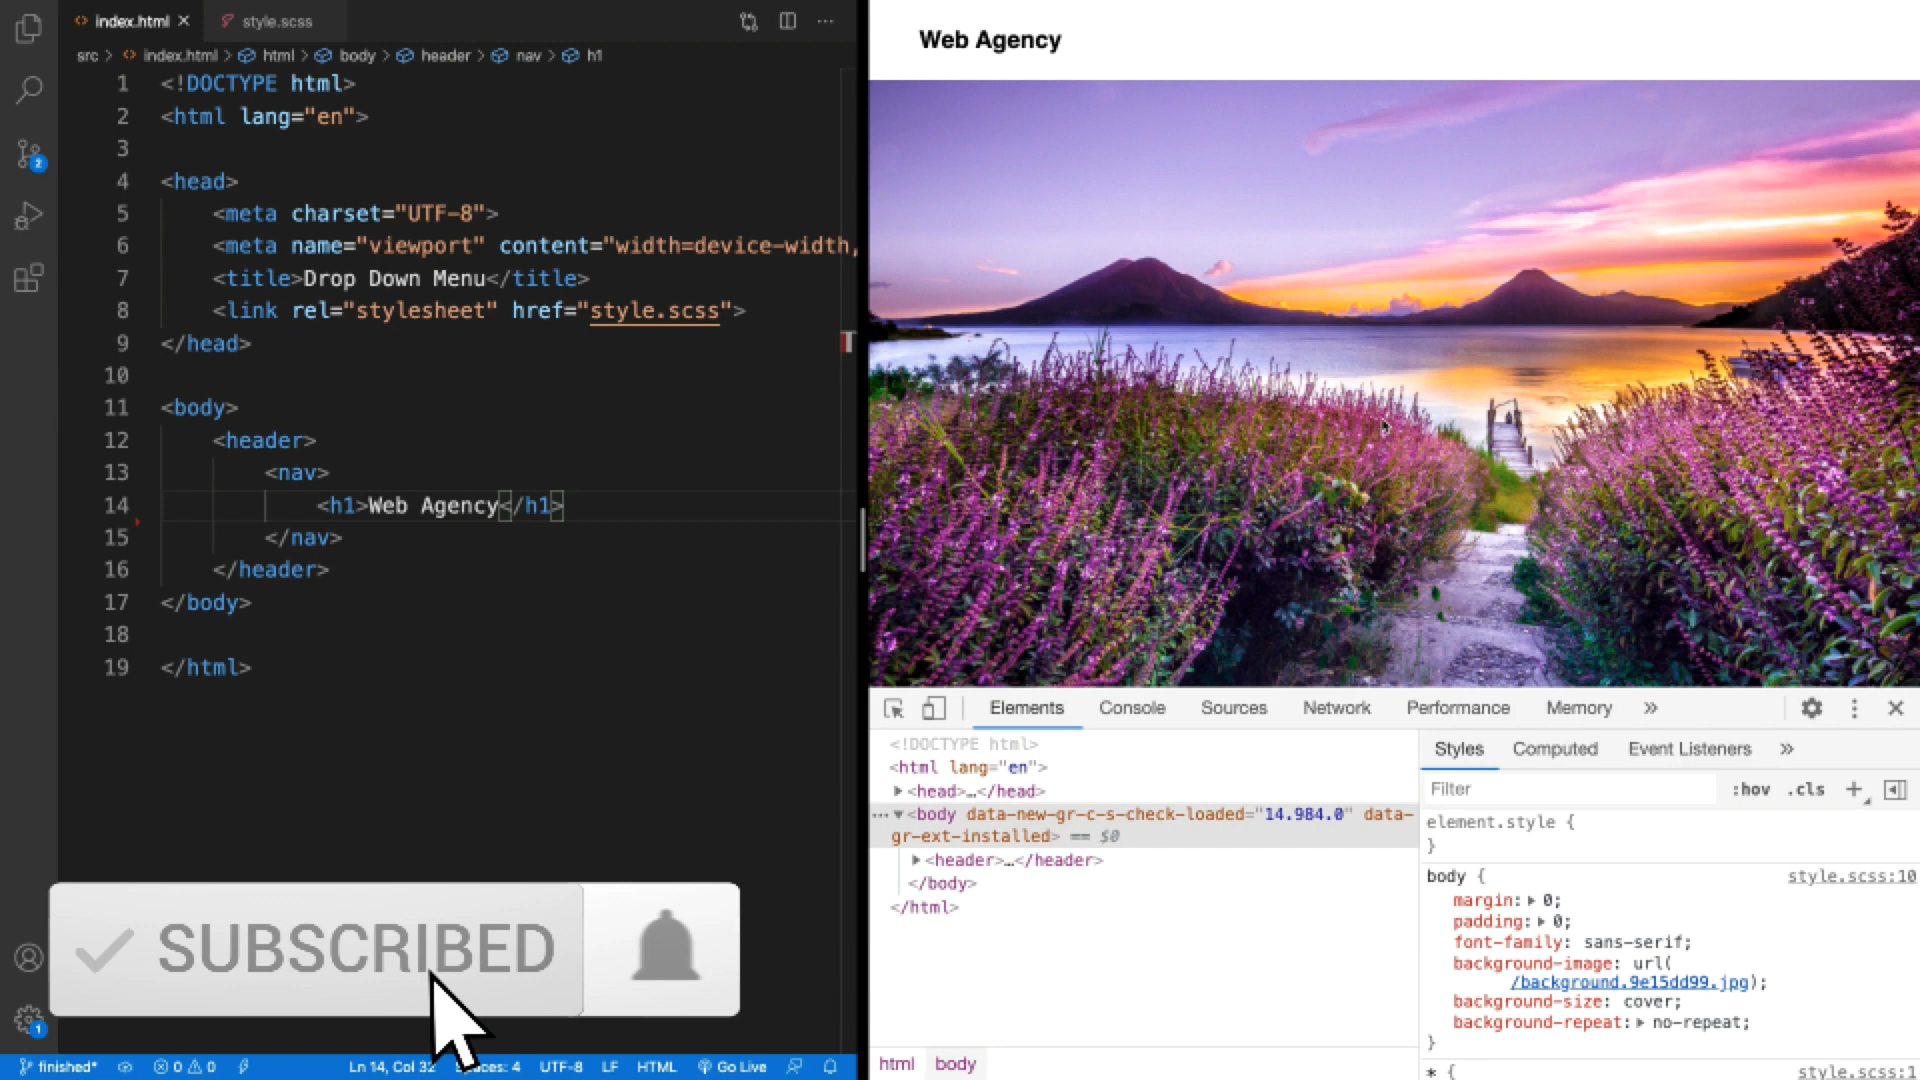 index.html
style.scss
src > index.html > html > body > header > nav > h1
1 <!DOCTYPE html>
2 <html lang="en">
3
4 <head>
5 <meta charset="UTF-8">
6 <meta name="viewport" content="width=device-width,
7 <title>Drop Down Menu</title>
8 <link rel="stylesheet" href="style.scss">
9 </head>
10
11 <body>
12 <header>
13 <nav>
14 <h1>Web Agency</h1>
15 </nav>
16 </header>
17 </body>
18
19 </html>
2
1
SUBSCRIBED
finished* 0 0 Ln 14, Col 32 UTF-8 LF HTML Go Live
Web Agency
Elements Console Sources Network Performance Memory »
<!DOCTYPE html>
<html lang="en">
<head>…</head>
<body data-new-gr-c-s-check-loaded="14.984.0" data-
gr-ext-installed> == $0
<header>…</header>
</body>
</html>
html body
Styles Computed Event Listeners »
Filter :hov .cls +
element.style {
}
body { style.scss:10
margin: 0;
padding: 0;
font-family: sans-serif;
background-image: url(
/background.9e15dd99.jpg);
background-size: cover;
background-repeat: no-repeat;
}
* { style.scss:1